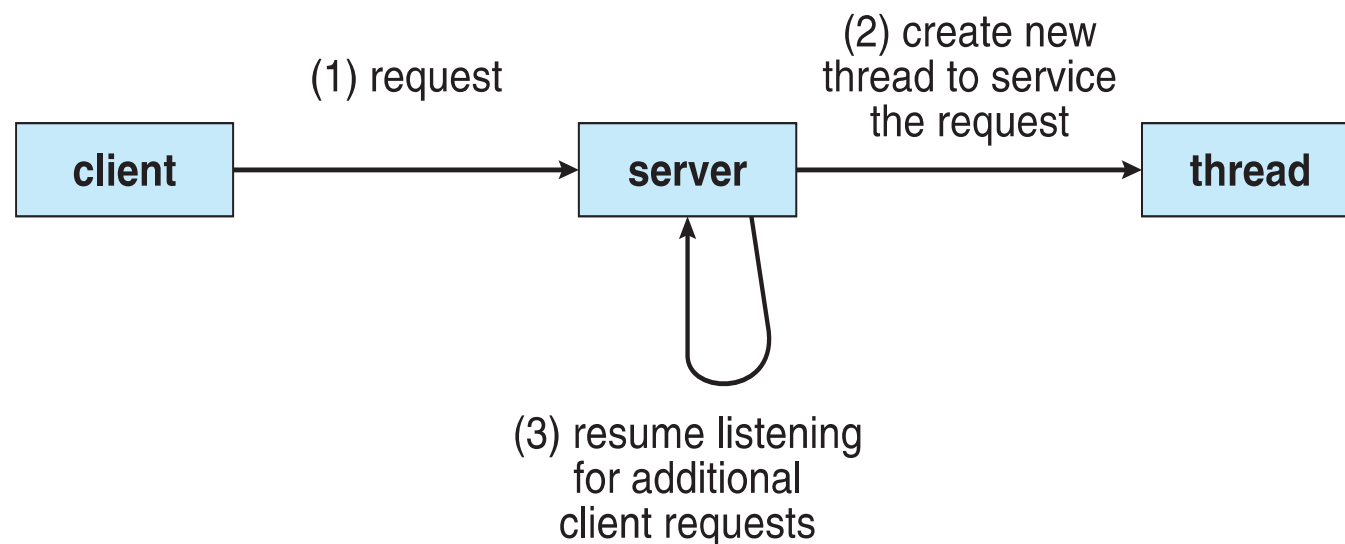 (1) request
(2) create new
thread to service
the request
client
server
thread
(3) resume listening
for additional
client requests